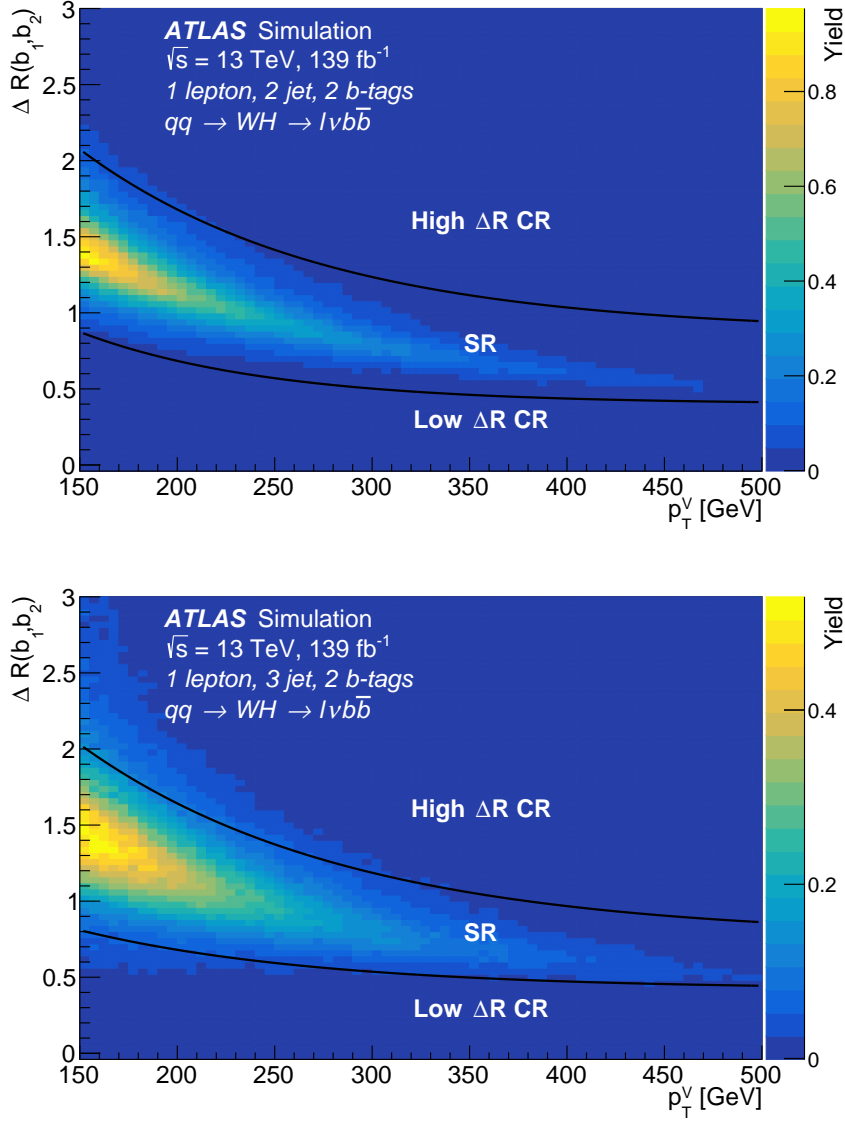 Δ R(b₁,b₂)
3
2.5
2
1.5
1
0.5
0
ATLAS Simulation
√s = 13 TeV, 139 fb⁻¹
1 lepton, 2 jet, 2 b-tags
qq → WH → lνbb̅
High ΔR CR
SR
Low ΔR CR
150 200 250 300 350 400 450 500
p_T^V [GeV]
Yield
0.8
0.6
0.4
0.2
0
Δ R(b₁,b₂)
3
2.5
2
1.5
1
0.5
0
ATLAS Simulation
√s = 13 TeV, 139 fb⁻¹
1 lepton, 3 jet, 2 b-tags
qq → WH → lνbb̅
High ΔR CR
SR
Low ΔR CR
150 200 250 300 350 400 450 500
p_T^V [GeV]
Yield
0.4
0.2
0